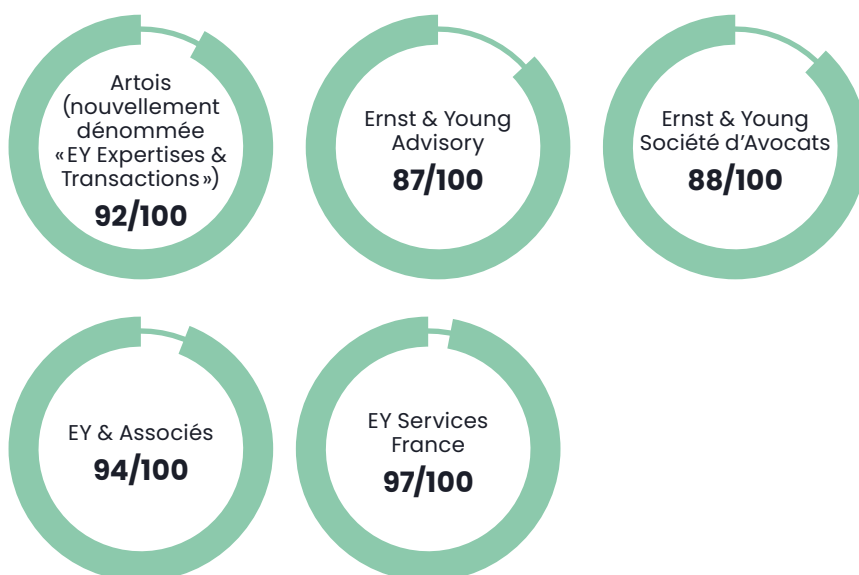 Artois
(nouvellement
dénommée
«EY Expertises &
Transactions»)
92/100
Ernst & Young
Advisory
87/100
Ernst & Young
Société d’Avocats
88/100
EY & Associés
94/100
EY Services
France
97/100